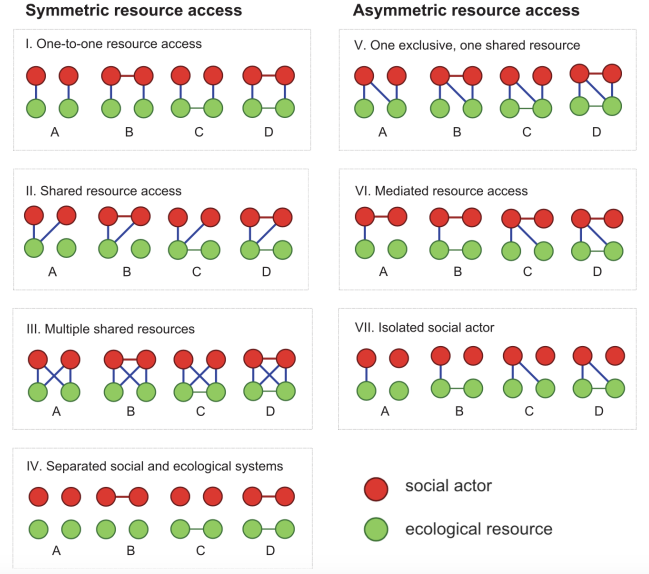 Symmetric resource access
I. One-to-one resource access
A B C D
II. Shared resource access
A B C D
III. Multiple shared resources
A B C D
IV. Separated social and ecological systems
A B C D
Asymmetric resource access
V. One exclusive, one shared resource
A B C D
VI. Mediated resource access
A B C D
VII. Isolated social actor
A B C D
social actor
ecological resource